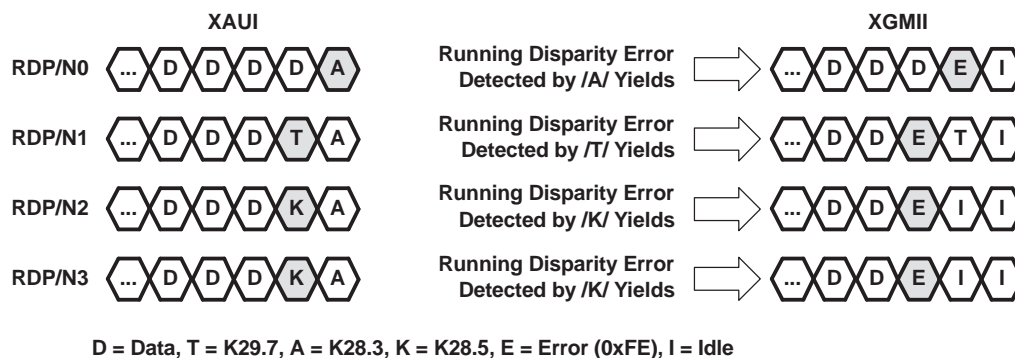 XAUI XGMII
RDP/N0 ... D D D D A Running Disparity Error Detected by /A/ Yields ... D D D E I
RDP/N1 ... D D D T A Running Disparity Error Detected by /T/ Yields ... D D E T I
RDP/N2 ... D D D K A Running Disparity Error Detected by /K/ Yields ... D D E I I
RDP/N3 ... D D D K A Running Disparity Error Detected by /K/ Yields ... D D E I I
D = Data, T = K29.7, A = K28.3, K = K28.5, E = Error (0xFE), I = Idle